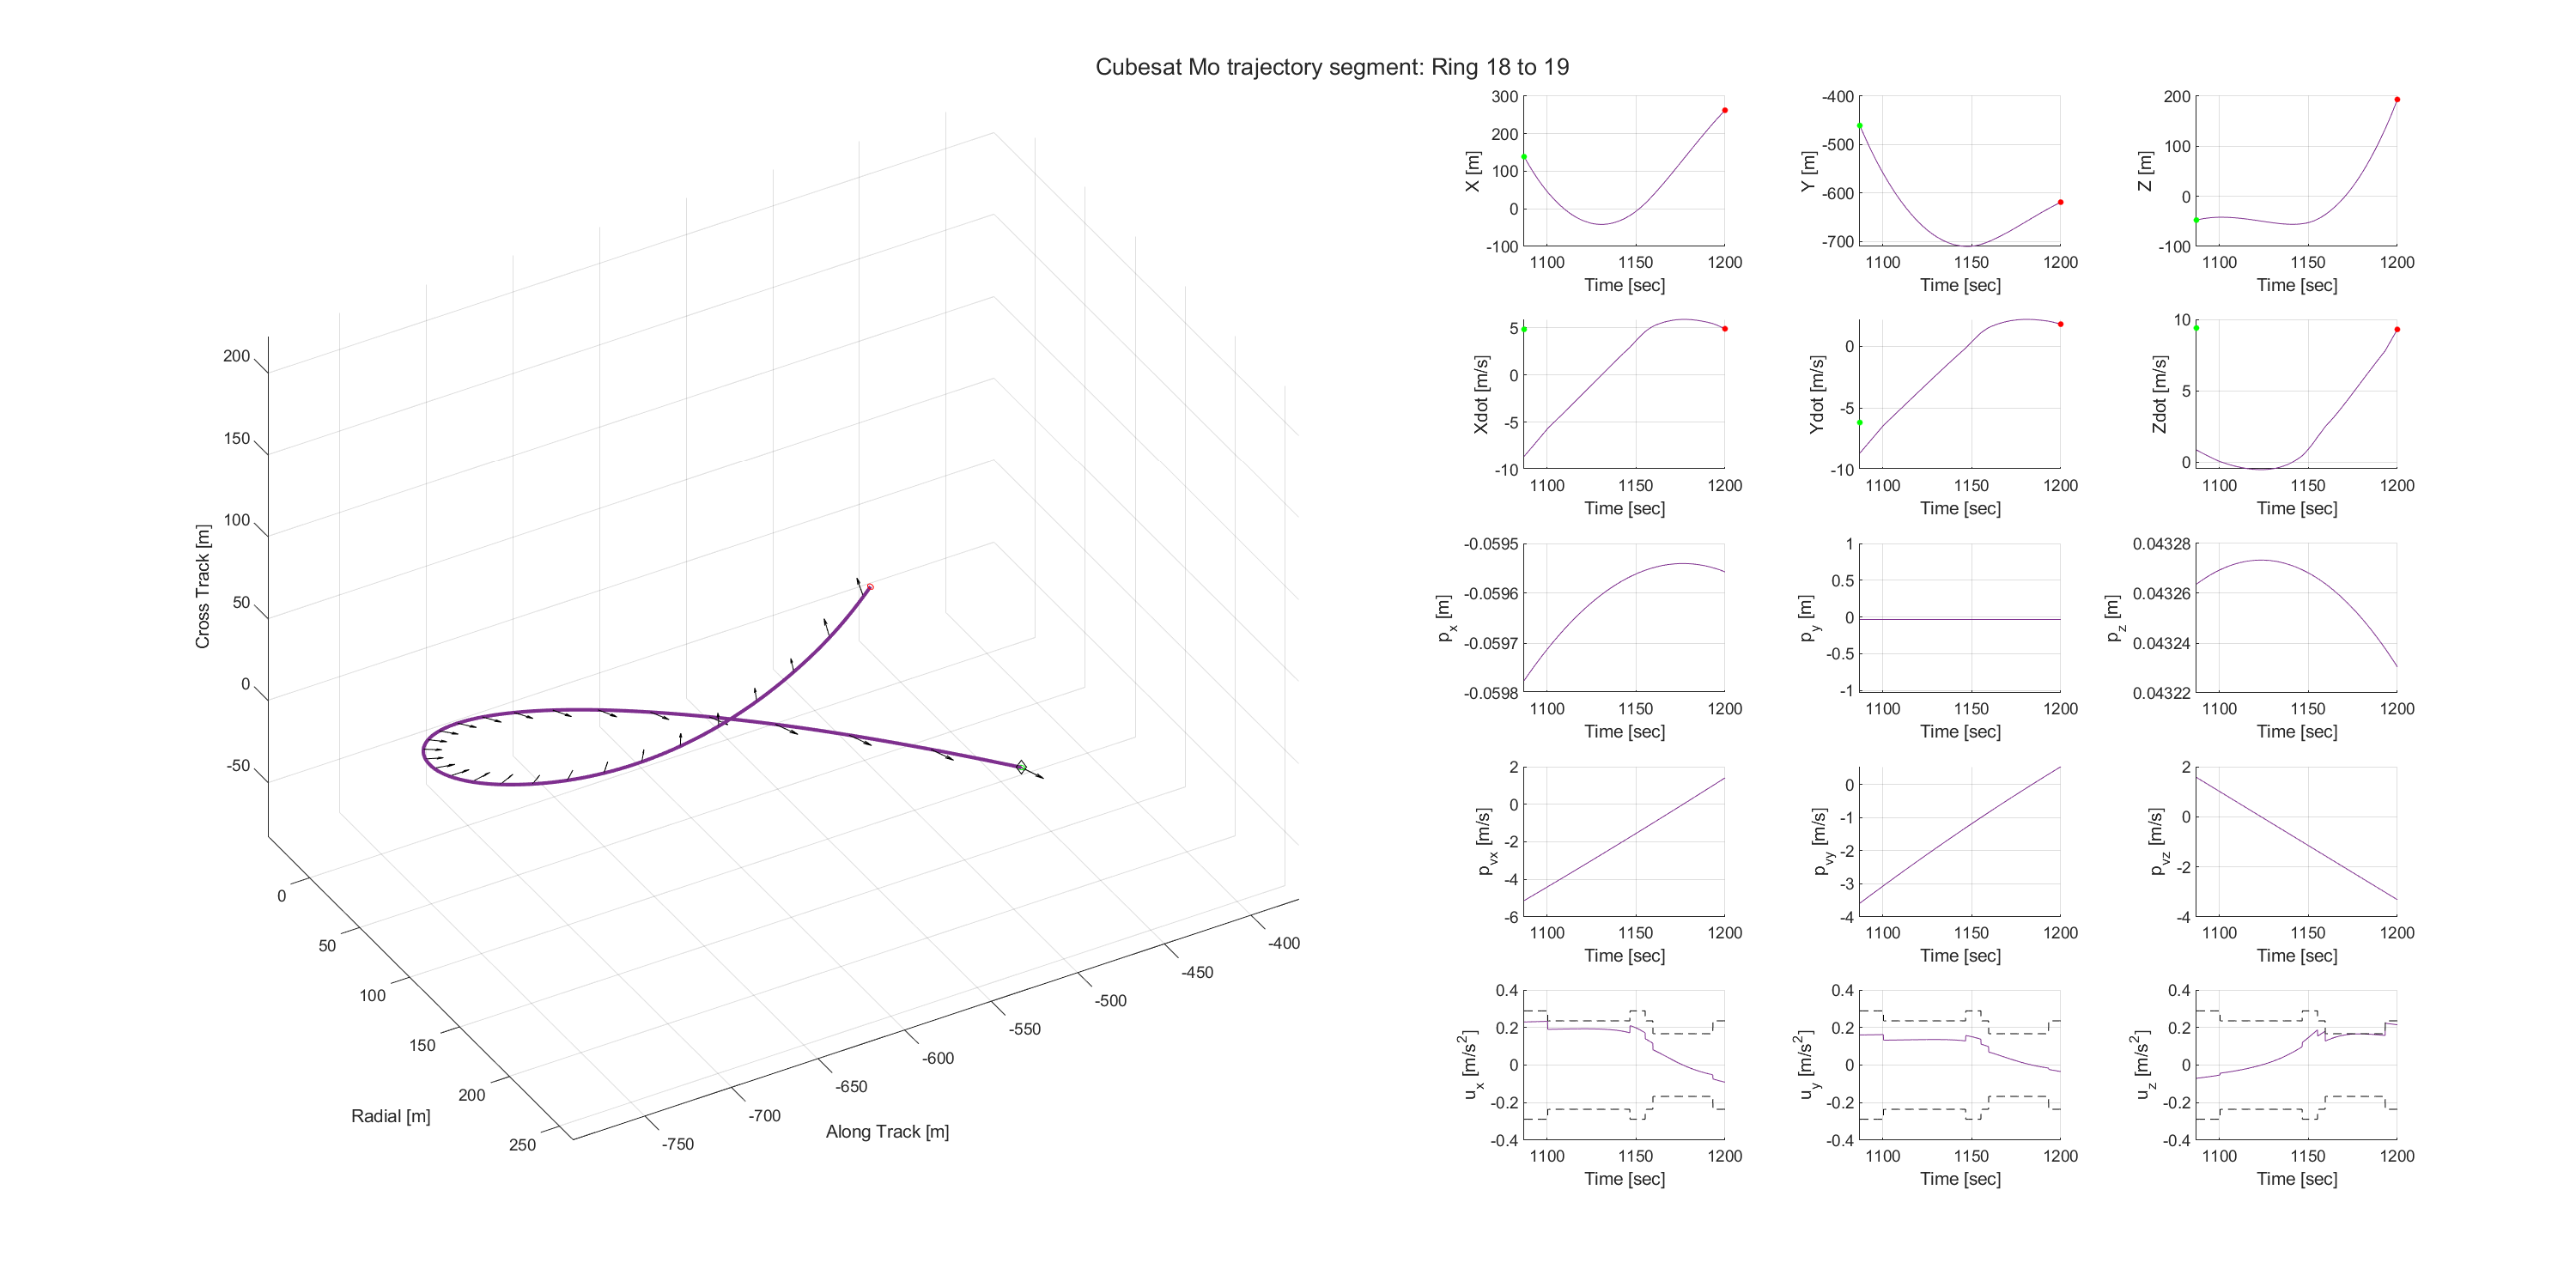 Cubesat Mo trajectory segment: Ring 18 to 19
Cross Track [m]
200
150
100
50
0
-50
Radial [m]
0
50
100
150
200
250
Along Track [m]
-750
-700
-650
-600
-550
-500
-450
-400
X [m]
300
200
100
0
-100
1100 1150 1200
Time [sec]
Y [m]
-400
-500
-600
-700
1100 1150 1200
Time [sec]
Z [m]
200
100
0
-100
1100 1150 1200
Time [sec]
Xdot [m/s]
5
0
-5
-10
1100 1150 1200
Time [sec]
Ydot [m/s]
0
-5
-10
1100 1150 1200
Time [sec]
Zdot [m/s]
10
5
0
1100 1150 1200
Time [sec]
p_x [m]
-0.0595
-0.0596
-0.0597
-0.0598
1100 1150 1200
Time [sec]
p_y [m]
1
0.5
0
-0.5
-1
1100 1150 1200
Time [sec]
p_z [m]
0.04328
0.04326
0.04324
0.04322
1100 1150 1200
Time [sec]
p_vx [m/s]
2
0
-2
-4
-6
1100 1150 1200
Time [sec]
p_vy [m/s]
0
-1
-2
-3
-4
1100 1150 1200
Time [sec]
p_vz [m/s]
2
0
-2
-4
1100 1150 1200
Time [sec]
u_x [m/s²]
0.4
0.2
0
-0.2
-0.4
1100 1150 1200
Time [sec]
u_y [m/s²]
0.4
0.2
0
-0.2
-0.4
1100 1150 1200
Time [sec]
u_z [m/s²]
0.4
0.2
0
-0.2
-0.4
1100 1150 1200
Time [sec]